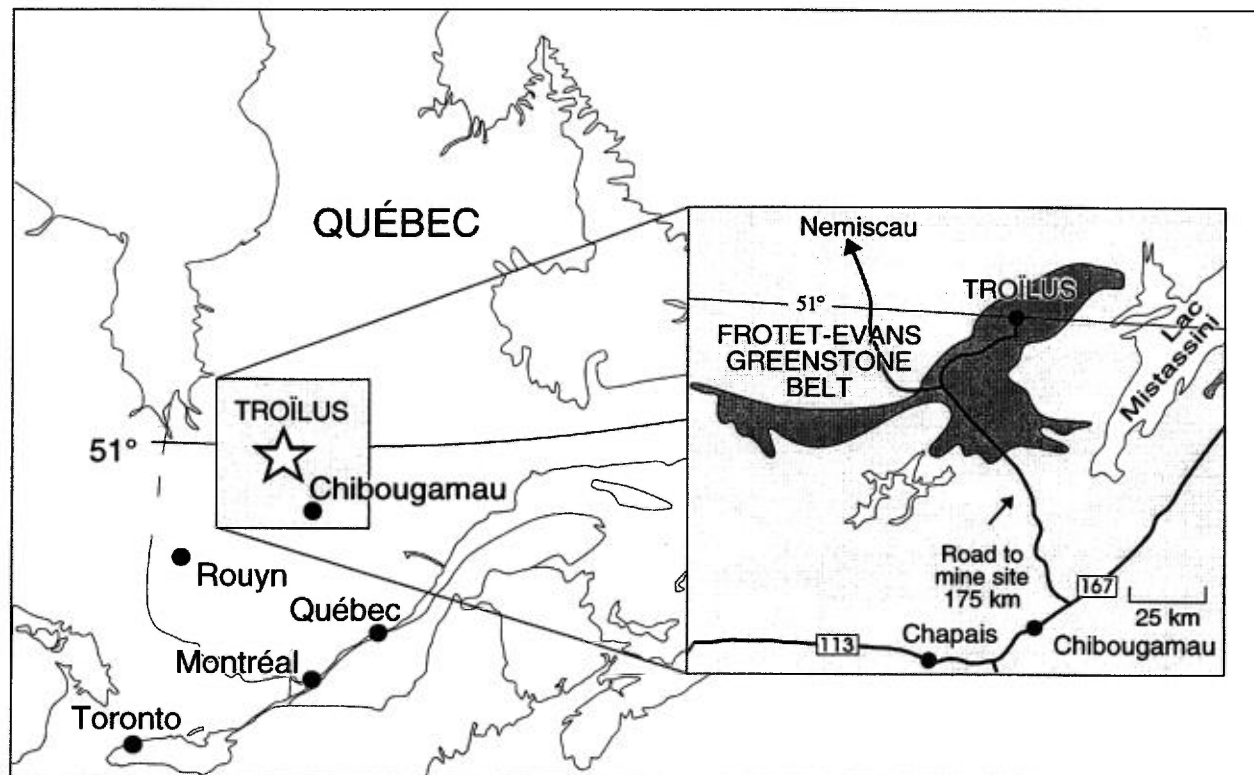 QUÉBEC
TROÏLUS
51°
Chibougamau
Rouyn
Québec
Montréal
Toronto
Nemiscau
51°
TROÏLUS
FROTET-EVANS
GREENSTONE
BELT
Lac
Mistassini
Road to
mine site
175 km
167
25 km
113
Chapais
Chibougamau